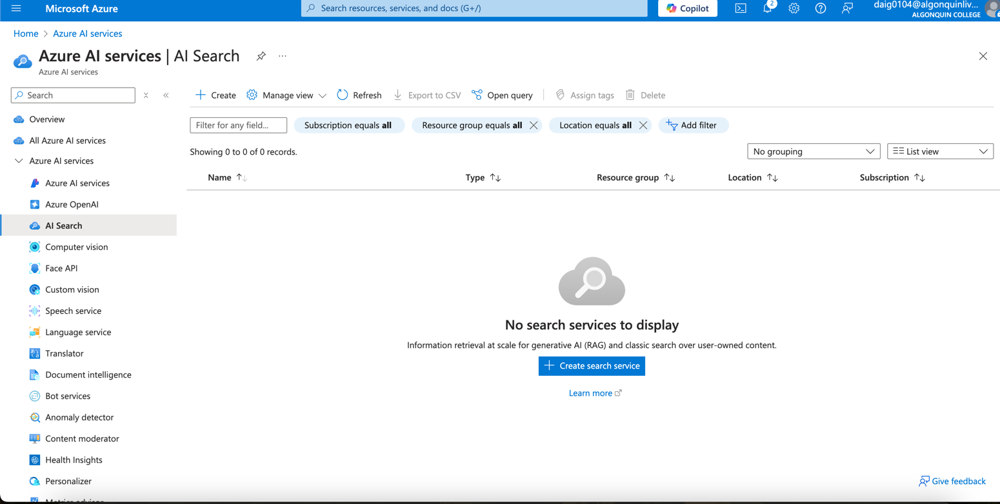 Microsoft Azure
Search resources, services, and docs (G+/)
Copilot
2
daig0104@algonquinliv...
ALGONQUIN COLLEGE
Home > Azure AI services
Azure AI services | AI Search
...
Azure AI services
Search
Create
Manage view
Refresh
Export to CSV
Open query
Assign tags
Delete
Overview
All Azure AI services
Azure AI services
Azure AI services
Azure OpenAI
AI Search
Computer vision
Face API
Custom vision
Speech service
Language service
Translator
Document intelligence
Bot services
Anomaly detector
Content moderator
Health Insights
Personalizer
Metrics advisor
Filter for any field...
Subscription equals all
Resource group equals all
Location equals all
Add filter
Showing 0 to 0 of 0 records.
No grouping
List view
Name
Type
Resource group
Location
Subscription
No search services to display
Information retrieval at scale for generative AI (RAG) and classic search over user-owned content.
Create search service
Learn more
Give feedback